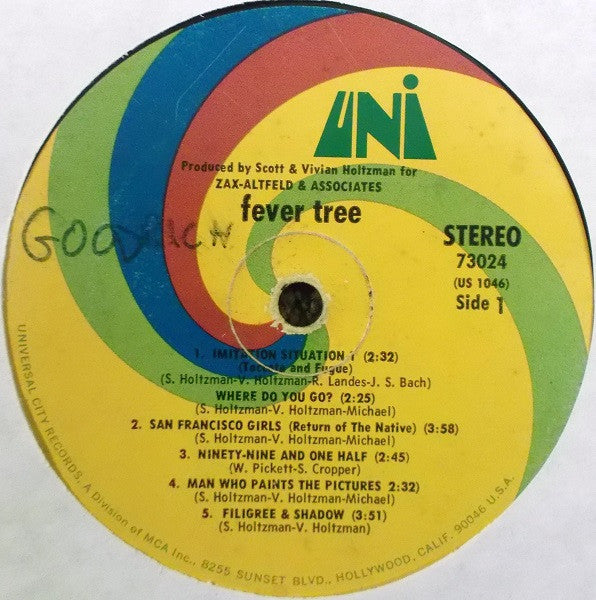 UNI
Produced by Scott & Vivian Holtzman for
ZAX-ALTFELD & ASSOCIATES
fever tree
GOODRICH
STEREO
73024
(US 1046)
Side 1
1. IMITATION SITUATION 1 (2:32)
(Toccata and Fugue)
(S. Holtzman-V. Holtzman-R. Landes-J. S. Bach)
WHERE DO YOU GO? (2:25)
(S. Holtzman-V. Holtzman-Michael)
2. SAN FRANCISCO GIRLS (Return of The Native) (3:58)
(S. Holtzman-V. Holtzman-Michael)
3. NINETY-NINE AND ONE HALF (2:45)
(W. Pickett-S. Cropper)
4. MAN WHO PAINTS THE PICTURES 2:32)
(S. Holtzman-V. Holtzman-Michael)
5. FILIGREE & SHADOW (3:51)
(S. Holtzman-V. Holtzman)
UNIVERSAL CITY RECORDS, A Division of MCA Inc., 8255 SUNSET BLVD., HOLLYWOOD, CALIF. 90046 U.S.A.